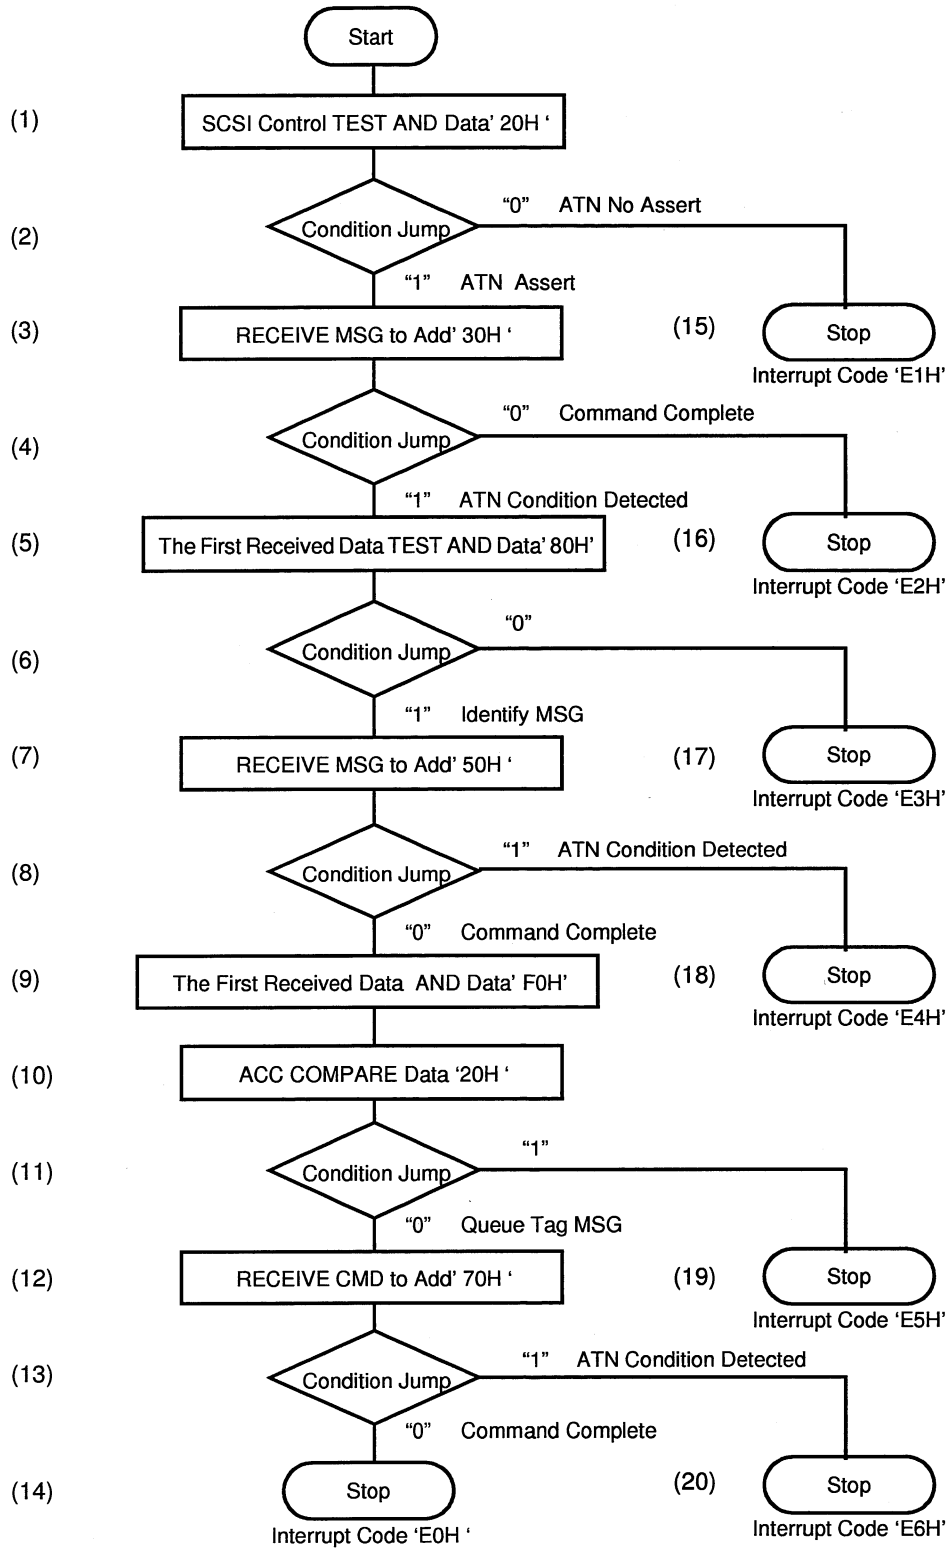 Start
(1)
SCSI Control TEST AND Data' 20H '
"0" ATN No Assert
(2)
Condition Jump
"1" ATN Assert
(3)
RECEIVE MSG to Add' 30H '
(15)
Stop
Interrupt Code 'E1H'
"0" Command Complete
(4)
Condition Jump
"1" ATN Condition Detected
(5)
The First Received Data TEST AND Data' 80H'
(16)
Stop
Interrupt Code 'E2H'
"0"
(6)
Condition Jump
"1" Identify MSG
(7)
RECEIVE MSG to Add' 50H '
(17)
Stop
Interrupt Code 'E3H'
"1" ATN Condition Detected
(8)
Condition Jump
"0" Command Complete
(9)
The First Received Data AND Data' F0H'
(18)
Stop
Interrupt Code 'E4H'
(10)
ACC COMPARE Data '20H '
"1"
(11)
Condition Jump
"0" Queue Tag MSG
(12)
RECEIVE CMD to Add' 70H '
(19)
Stop
Interrupt Code 'E5H'
"1" ATN Condition Detected
(13)
Condition Jump
"0" Command Complete
(14)
Stop
Interrupt Code 'E0H '
(20)
Stop
Interrupt Code 'E6H'